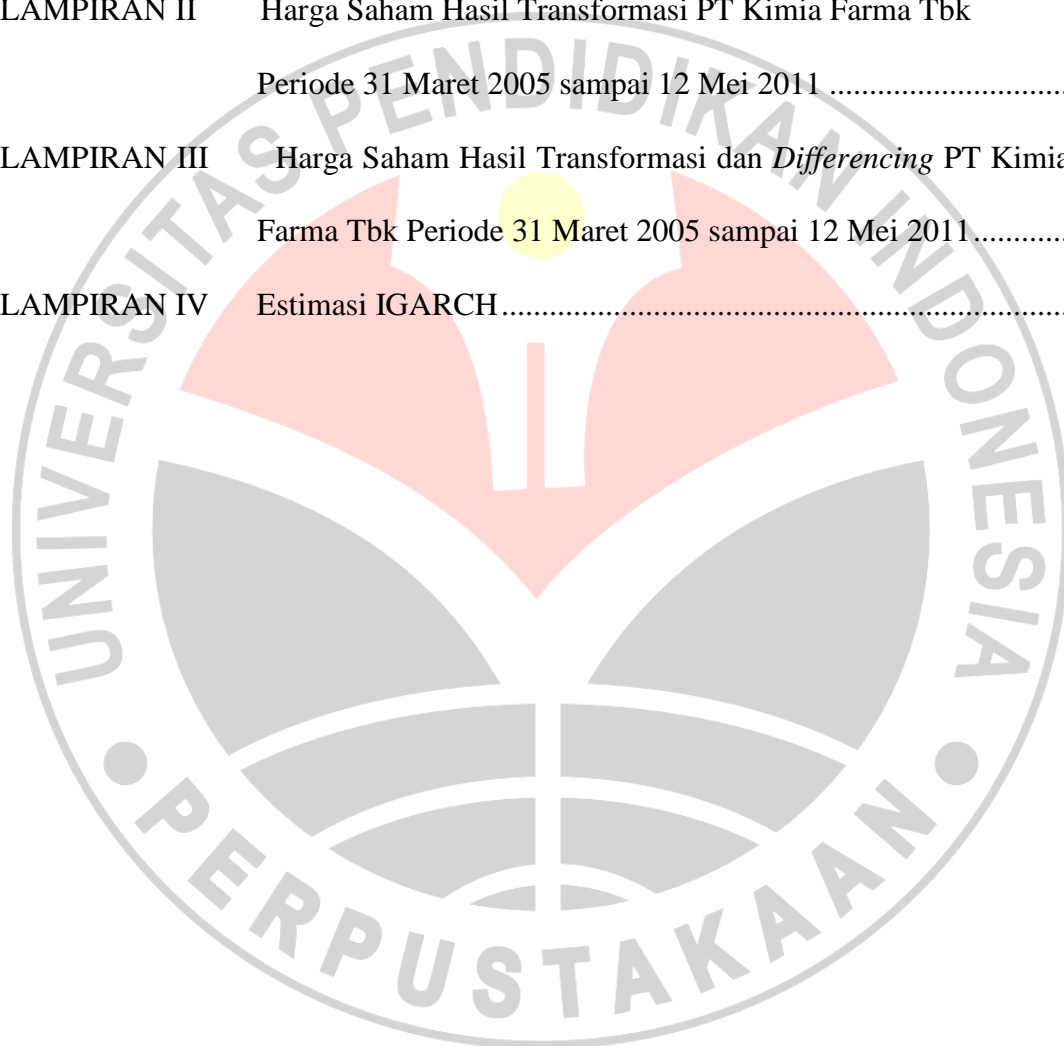 LAMPIRAN II Harga Saham Hasil Transformasi PT Kimia Farma Tbk
Periode 31 Maret 2005 sampai 12 Mei 2011 .............................
LAMPIRAN III Harga Saham Hasil Transformasi dan Differencing PT Kimia
Farma Tbk Periode 31 Maret 2005 sampai 12 Mei 2011............
LAMPIRAN IV Estimasi IGARCH......................................................................
UNIVERSITAS PENDIDIKAN INDONESIA
PERPUSTAKAAN